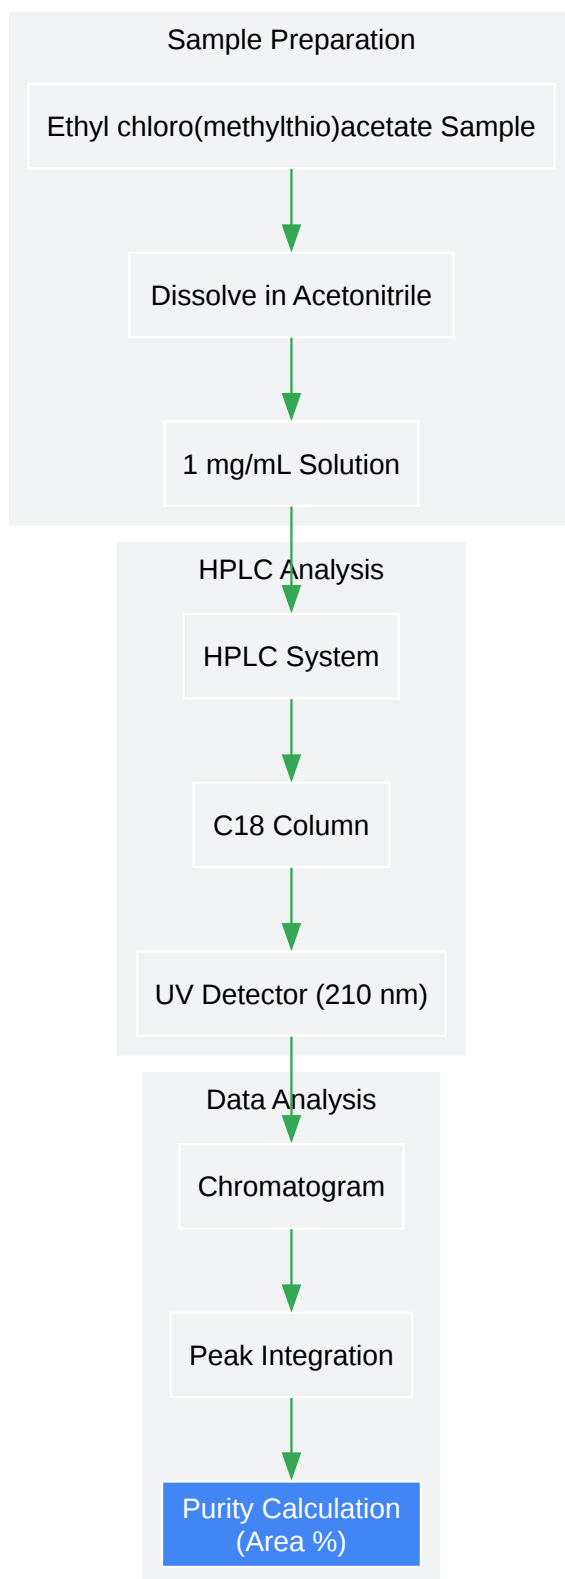 Sample Preparation
Ethyl chloro(methylthio)acetate Sample
Dissolve in Acetonitrile
1 mg/mL Solution
HPLC Analysis
HPLC System
C18 Column
UV Detector (210 nm)
Data Analysis
Chromatogram
Peak Integration
Purity Calculation
(Area %)